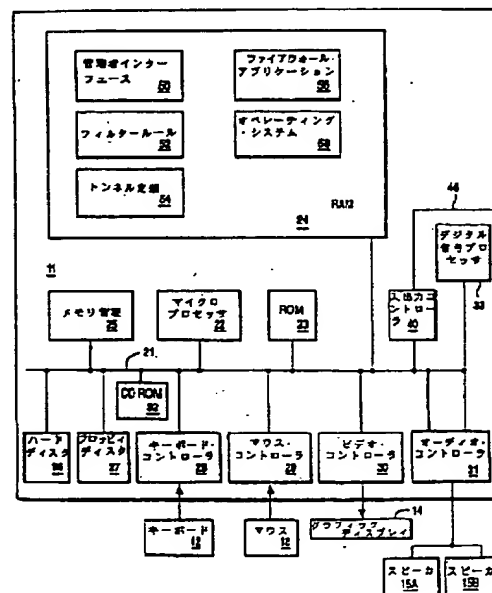 管理者インター
フェース
50
ファイアウォール・
アプリケーション
56
フィルタールール
52
オペレーティング
・システム
トンネル定義
54
RAM
24
46
デジタル
信号プロ
セッサ
33
11
メモリ管理
25
マイクロ
プロセッサ
22
ROM
23
入出力コ
ントロー
ラ
40
21
CD ROM
32
ハード
ディスク
フロッピィ
ディスク
27
キーボード・
コントローラ
28
マウス・
コントローラ
29
ビデオ・
コントローラ
30
オーディオ・
コントローラ
31
14
キーボード
12
マウス
グラフィック
ディスプレイ
スピーカ
15A
スピーカ
15B